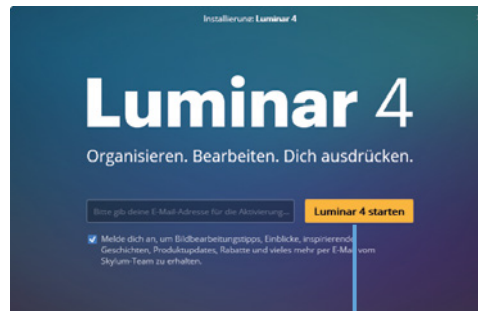 Installierung: Luminar 4
Luminar 4
Organisieren. Bearbeiten. Dich ausdrücken.
Bitte gib deine E-Mail-Adresse für die Aktivierung...
Luminar 4 starten
Melde dich an, um Bildbearbeitungstipps, Einblicke, inspirierende
Geschichten, Produktupdates, Rabatte und vieles mehr per E-Mail vom
Skylum-Team zu erhalten.